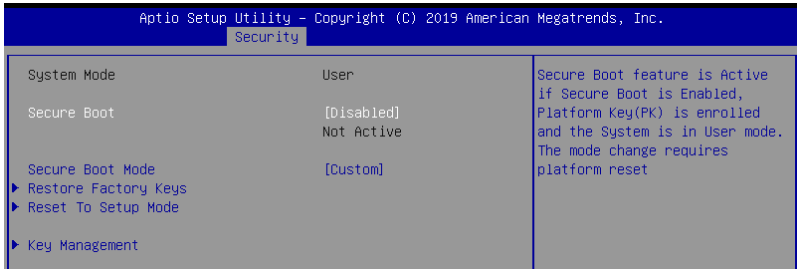 Aptio Setup Utility – Copyright (C) 2019 American Megatrends, Inc.
Security
System Mode User
Secure Boot [Disabled]
Not Active
Secure Boot Mode [Custom]
Restore Factory Keys
Reset To Setup Mode
Key Management
Secure Boot feature is Active
if Secure Boot is Enabled,
Platform Key(PK) is enrolled
and the System is in User mode.
The mode change requires
platform reset